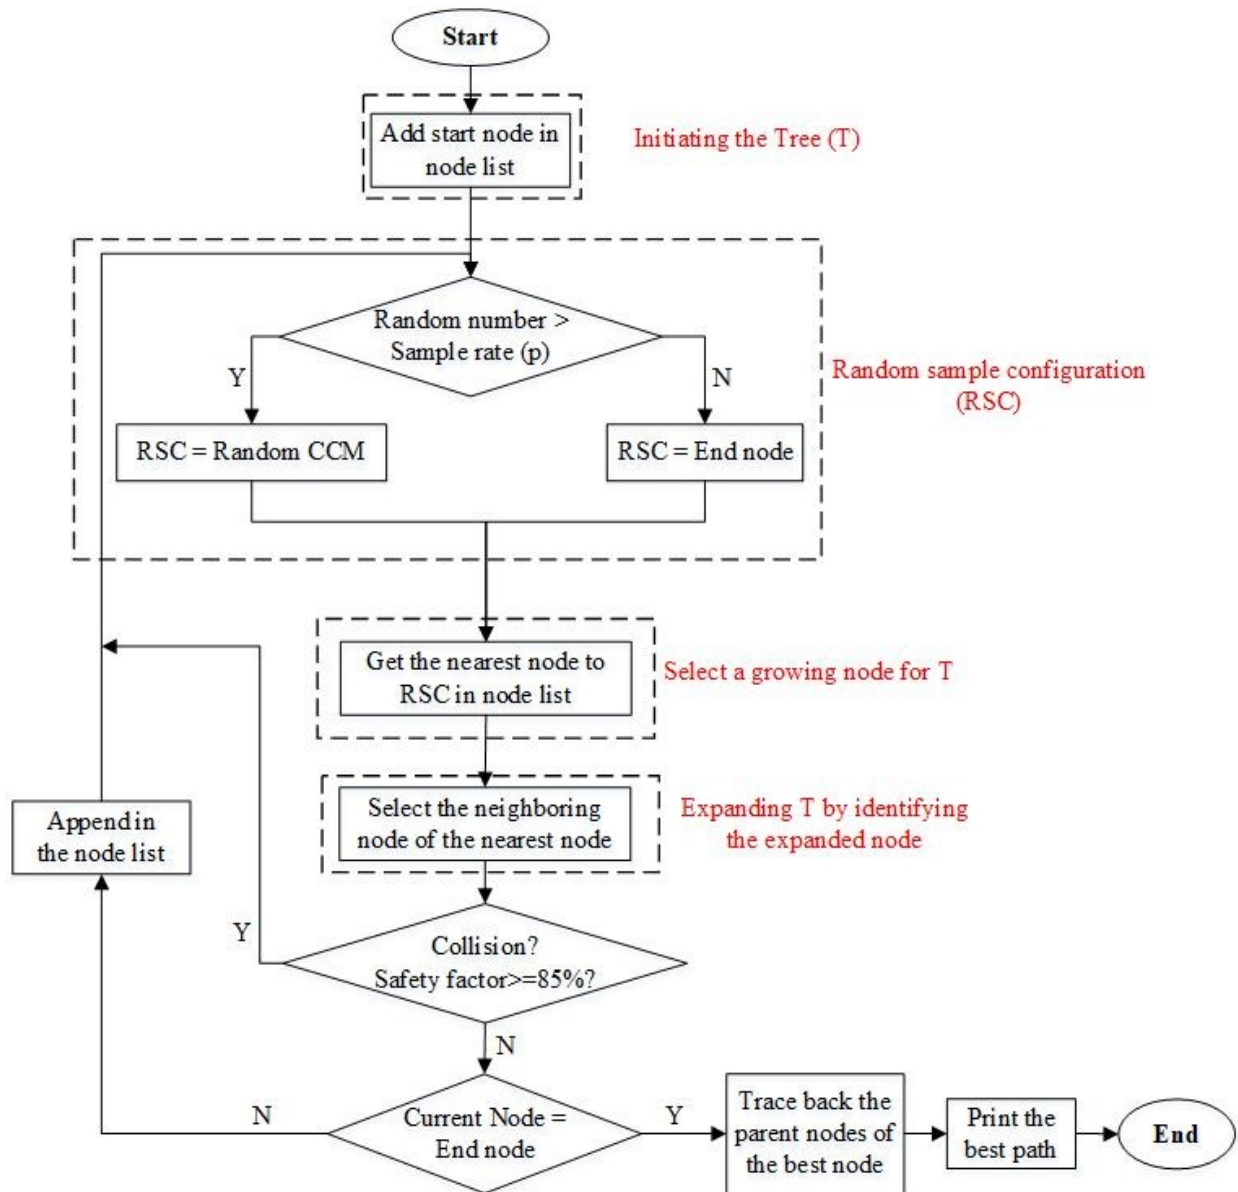 Start
Add start node in
node list
Initiating the Tree (T)
Random number >
Sample rate (p)
Y
N
Random sample configuration
(RSC)
RSC = Random CCM
RSC = End node
Get the nearest node to
RSC in node list
Select a growing node for T
Select the neighboring
node of the nearest node
Expanding T by identifying
the expanded node
Append in
the node list
Y
Collision?
Safety factor>=85%?
N
N
Current Node =
End node
Y
Trace back the
parent nodes of
the best node
Print the
best path
End